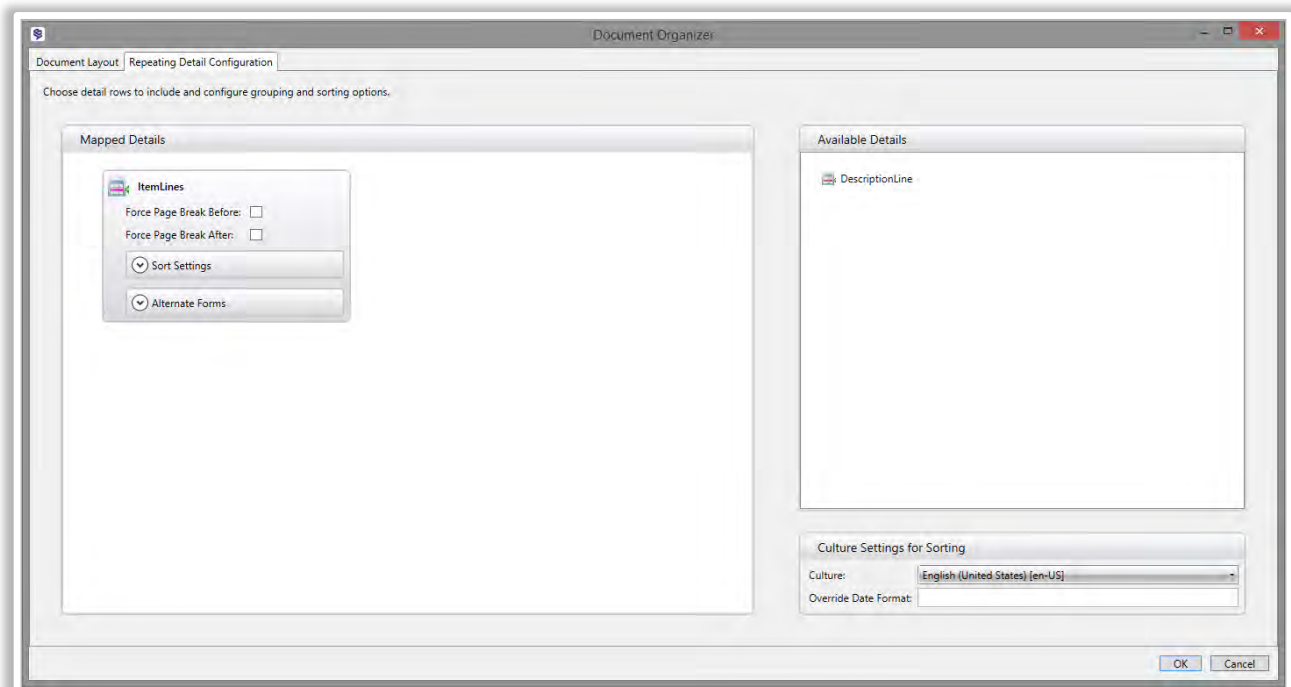 Document Organizer
Document Layout Repeating Detail Configuration
Choose detail rows to include and configure grouping and sorting options.
Mapped Details
ItemLines
Force Page Break Before:
Force Page Break After:
Sort Settings
Alternate Forms
Available Details
DescriptionLine
Culture Settings for Sorting
Culture: English (United States) [en-US]
Override Date Format:
OK Cancel